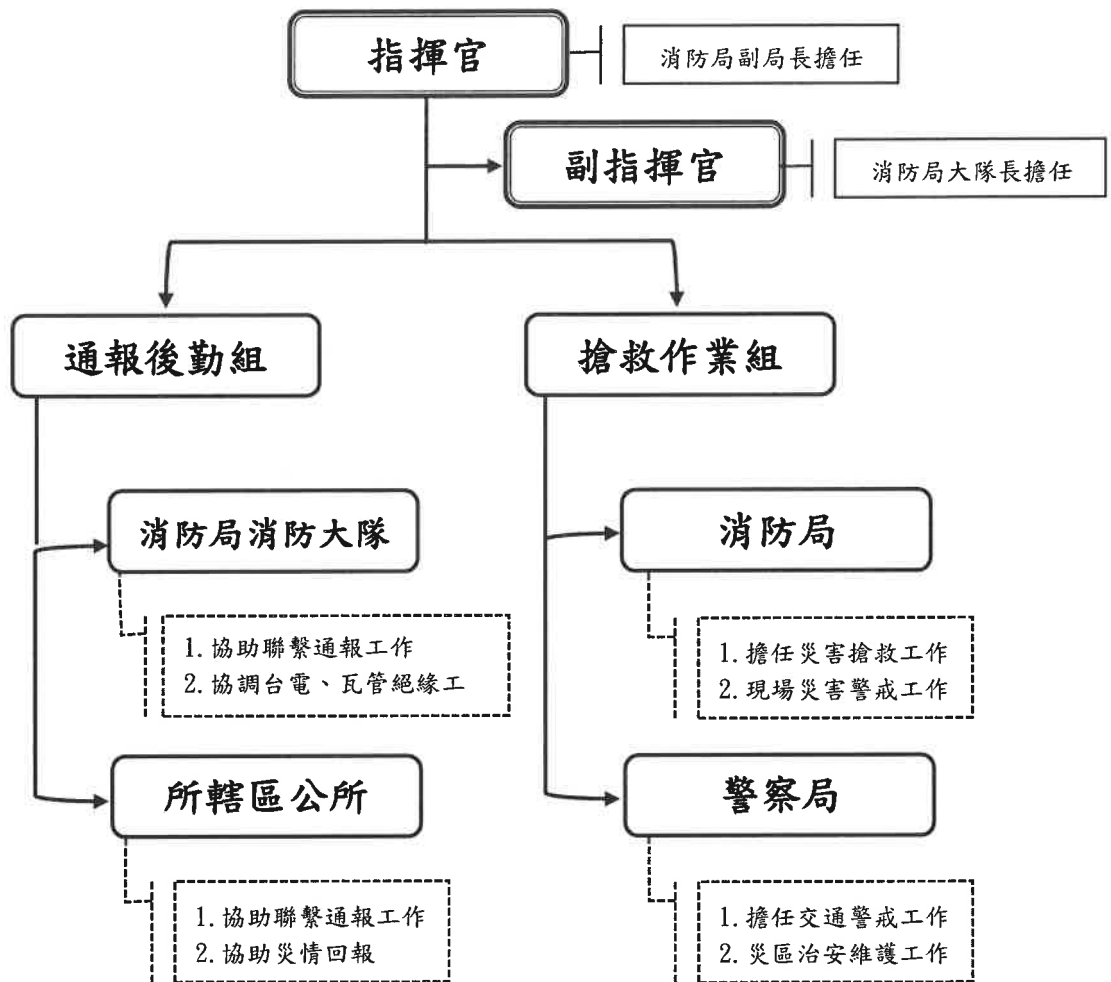 指揮官
消防局副局長擔任
副指揮官
消防局大隊長擔任
通報後勤組
搶救作業組
消防局消防大隊
1.協助聯繫通報工作
2.協調台電、瓦管絕緣工
消防局
1.擔任災害搶救工作
2.現場災害警戒工作
所轄區公所
1.協助聯繫通報工作
2.協助災情回報
警察局
1.擔任交通警戒工作
2.災區治安維護工作